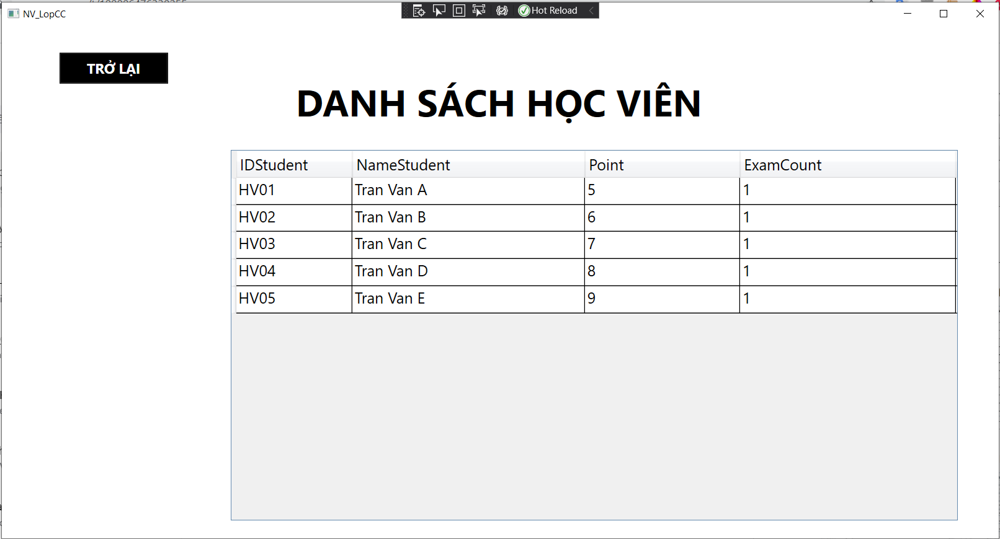 NV_LopCC
Hot Reload
TRỞ LẠI
DANH SÁCH HỌC VIÊN
IDStudent NameStudent Point ExamCount
HV01 Tran Van A 5 1
HV02 Tran Van B 6 1
HV03 Tran Van C 7 1
HV04 Tran Van D 8 1
HV05 Tran Van E 9 1